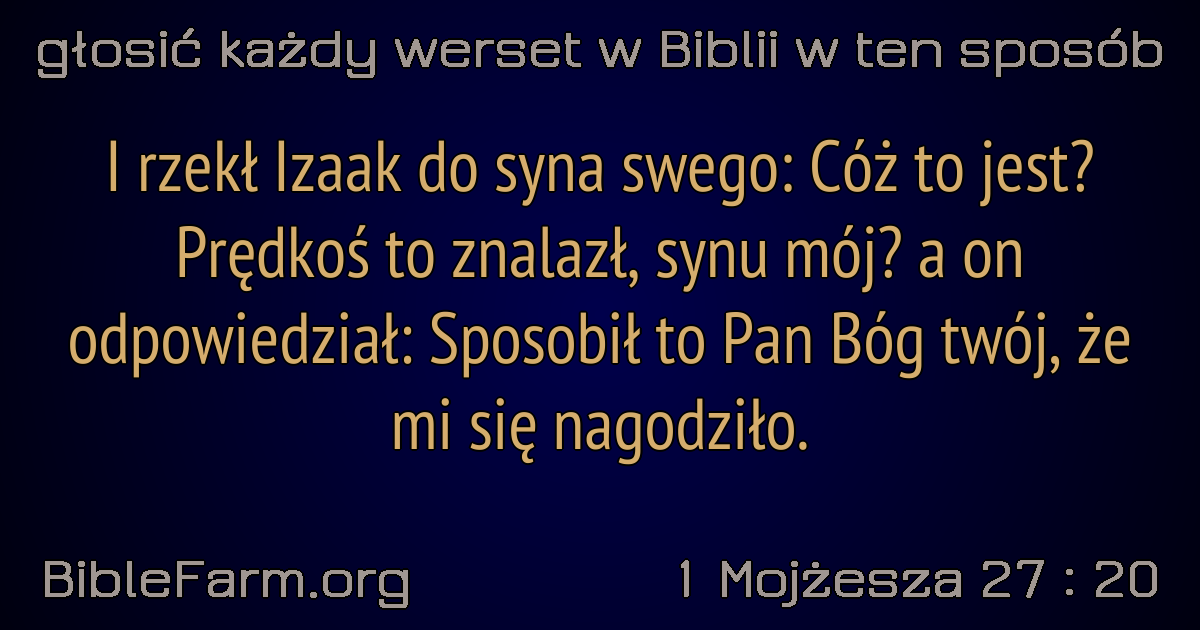 głosić każdy werset w Biblii w ten sposób
I rzekł Izaak do syna swego: Cóż to jest?
Prędkoś to znalazł, synu mój? a on
odpowiedział: Sposobił to Pan Bóg twój, że
mi się nagodziło.
BibleFarm.org
1 Mojżesza 27 : 20